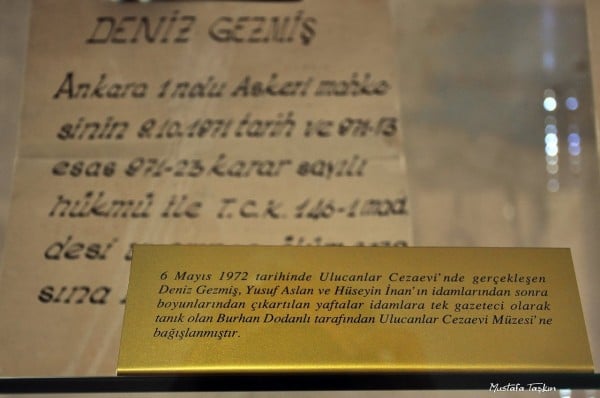 DENİZ GEZMİŞ
Ankara 1 nolu Askeri mahke
sinin 9.10.1971 tarih ve 971-13
esas 971-23 karar sayılı
hükmü ile T.C.K. 146-1 mad.
desi
sına
6 Mayıs 1972 tarihinde Ulucanlar Cezaevi'nde gerçekleşen
Deniz Gezmiş, Yusuf Aslan ve Hüseyin İnan'ın idamlarından sonra
boyunlarından çıkartılan yaftalar idamlara tek gazeteci olarak
tanık olan Burhan Dodanlı tarafından Ulucanlar Cezaevi Müzesi'ne
bağışlanmıştır.
Mustafa Taşkın